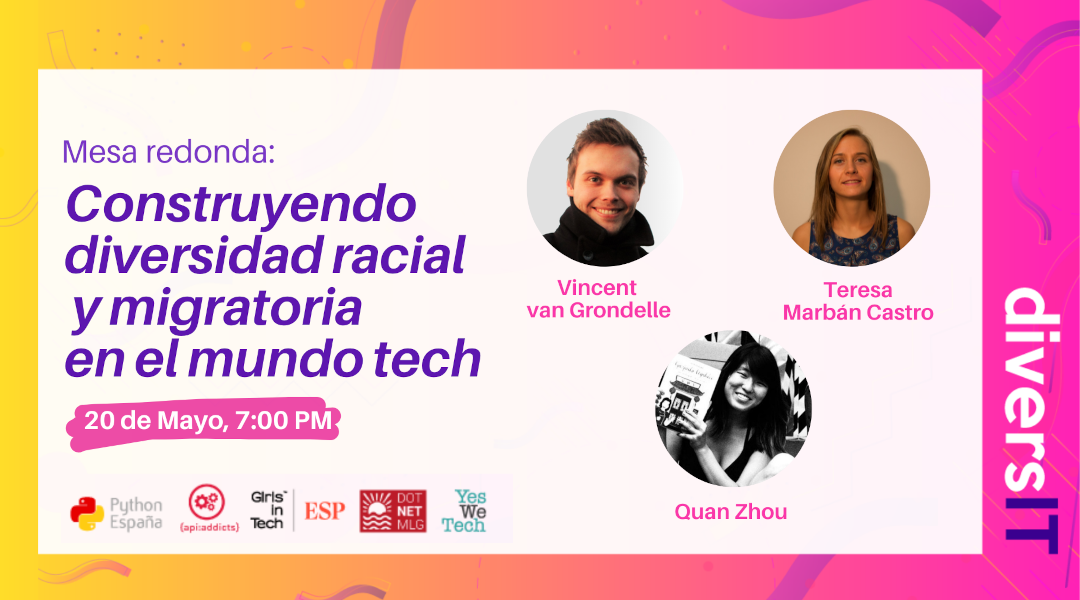 Mesa redonda:
Construyendo
diversidad racial
y migratoria
en el mundo tech
20 de Mayo, 7:00 PM
Vincent
van Grondelle
Teresa
Marbán Castro
Quan Zhou
Python
España
{api:addicts}
Girls
in
Tech
ESP
DOT
NET
MLG
Yes
We
Tech
diversIT